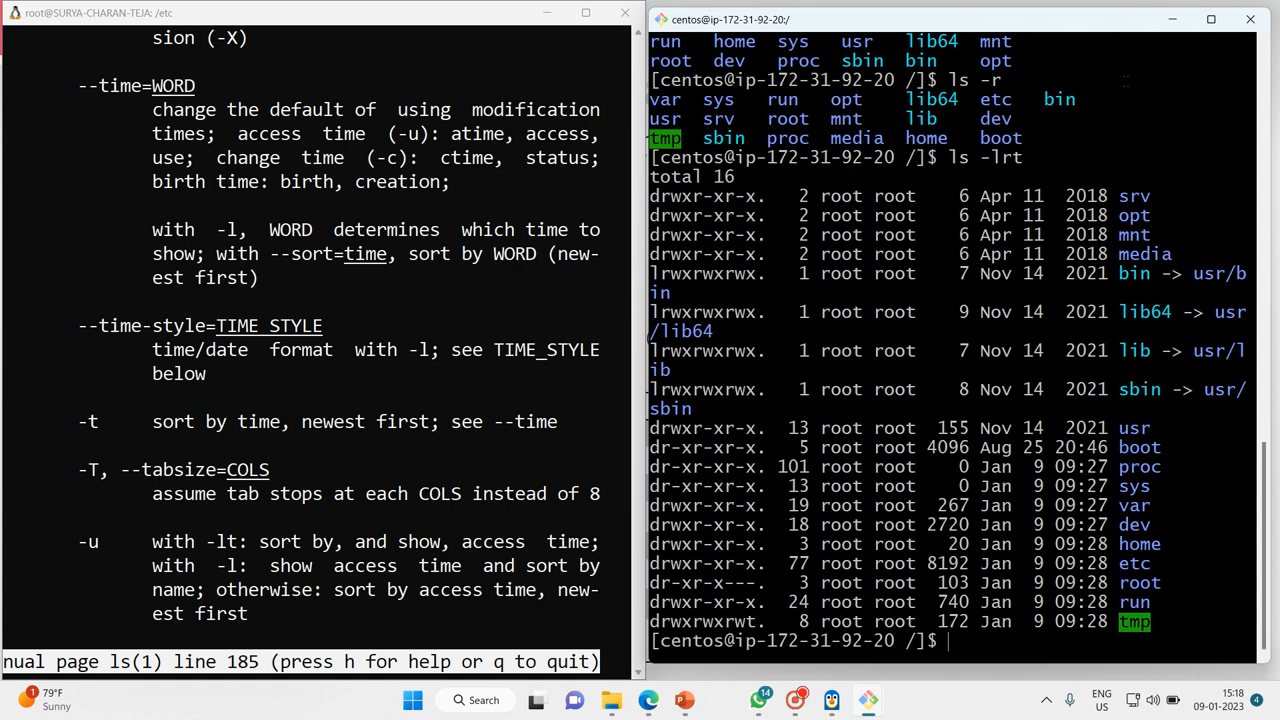 root@SURYA-CHARAN-TEJA: /etc
sion (-X)
--time=WORD
change the default of using modification
times; access time (-u): atime, access,
use; change time (-c): ctime, status;
birth time: birth, creation;
with -l, WORD determines which time to
show; with --sort=time, sort by WORD (new-
est first)
--time-style=TIME_STYLE
time/date format with -l; see TIME_STYLE
below
-t sort by time, newest first; see --time
-T, --tabsize=COLS
assume tab stops at each COLS instead of 8
-u with -lt: sort by, and show, access time;
with -l: show access time and sort by
name; otherwise: sort by access time, new-
est first
nual page ls(1) line 185 (press h for help or q to quit)
centos@ip-172-31-92-20:/
run home sys usr lib64 mnt
root dev proc sbin bin opt
[centos@ip-172-31-92-20 /]$ ls -r
var sys run opt lib64 etc bin
usr srv root mnt lib dev
tmp sbin proc media home boot
[centos@ip-172-31-92-20 /]$ ls -lrt
total 16
drwxr-xr-x. 2 root root 6 Apr 11 2018 srv
drwxr-xr-x. 2 root root 6 Apr 11 2018 opt
drwxr-xr-x. 2 root root 6 Apr 11 2018 mnt
drwxr-xr-x. 2 root root 6 Apr 11 2018 media
lrwxrwxrwx. 1 root root 7 Nov 14 2021 bin -> usr/b
in
lrwxrwxrwx. 1 root root 9 Nov 14 2021 lib64 -> usr
/lib64
lrwxrwxrwx. 1 root root 7 Nov 14 2021 lib -> usr/l
ib
lrwxrwxrwx. 1 root root 8 Nov 14 2021 sbin -> usr/
sbin
drwxr-xr-x. 13 root root 155 Nov 14 2021 usr
dr-xr-xr-x. 5 root root 4096 Aug 25 20:46 boot
dr-xr-xr-x. 101 root root 0 Jan 9 09:27 proc
dr-xr-xr-x. 13 root root 0 Jan 9 09:27 sys
drwxr-xr-x. 19 root root 267 Jan 9 09:27 var
drwxr-xr-x. 18 root root 2720 Jan 9 09:27 dev
drwxr-xr-x. 3 root root 20 Jan 9 09:28 home
drwxr-xr-x. 77 root root 8192 Jan 9 09:28 etc
dr-xr-x---. 3 root root 103 Jan 9 09:28 root
drwxr-xr-x. 24 root root 740 Jan 9 09:28 run
drwxrwxrwt. 8 root root 172 Jan 9 09:28 tmp
[centos@ip-172-31-92-20 /]$
1
79°F
Sunny
Search
14
ENG
US
15:18
09-01-2023
4